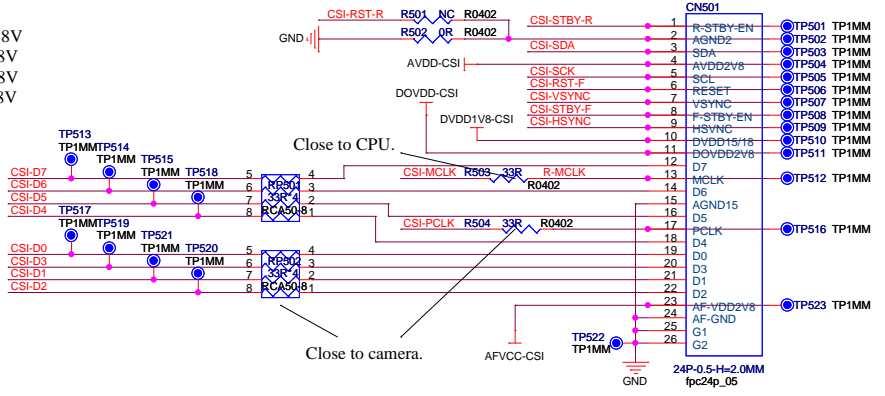 8V
8V
8V
8V
CSI-RST-R R501 NC R0402
GND R502 0R R0402
CN501
CSI-STBY-R 1 R-STBY-EN TP501 TP1MM
2 AGND2 TP502 TP1MM
CSI-SDA 3 SDA TP503 TP1MM
AVDD-CSI 4 AVDD2V8 TP504 TP1MM
CSI-SCK 5 SCL TP505 TP1MM
CSI-RST-F 6 RESET TP506 TP1MM
DOVDD-CSI CSI-VSYNC 7 VSYNC TP507 TP1MM
CSI-STBY-F 8 F-STBY-EN TP508 TP1MM
DVDD1V8-CSI CSI-HSYNC 9 HSVNC TP509 TP1MM
10 DVDD15/18 TP510 TP1MM
11 DOVDD2V8 TP511 TP1MM
12 D7
Close to CPU.
CSI-MCLK R503 33R R-MCLK R0402 13 MCLK TP512 TP1MM
14 D6
15 AGND15
16 D5
CSI-PCLK R504 33R R0402 17 PCLK TP516 TP1MM
18 D4
19 D0
20 D3
21 D1
22 D2
23 AF-VDD2V8 TP523 TP1MM
24 AF-GND
25 G1
26 G2
TP513
TP1MM TP514
TP1MM TP515
TP1MM TP518
TP1MM
CSI-D7 5 4
CSI-D6 6 RP501 3
CSI-D5 7 33R*4 2
CSI-D4 8 RCA50-8 1
TP517
TP1MM TP519
TP1MM TP521
TP1MM TP520
TP1MM
CSI-D0 5 4
CSI-D3 6 RP502 3
CSI-D1 7 33R*4 2
CSI-D2 8 RCA50-8 1
Close to camera.
AFVCC-CSI
TP522
TP1MM
GND
24P-0.5-H=2.0MM
fpc24p_05